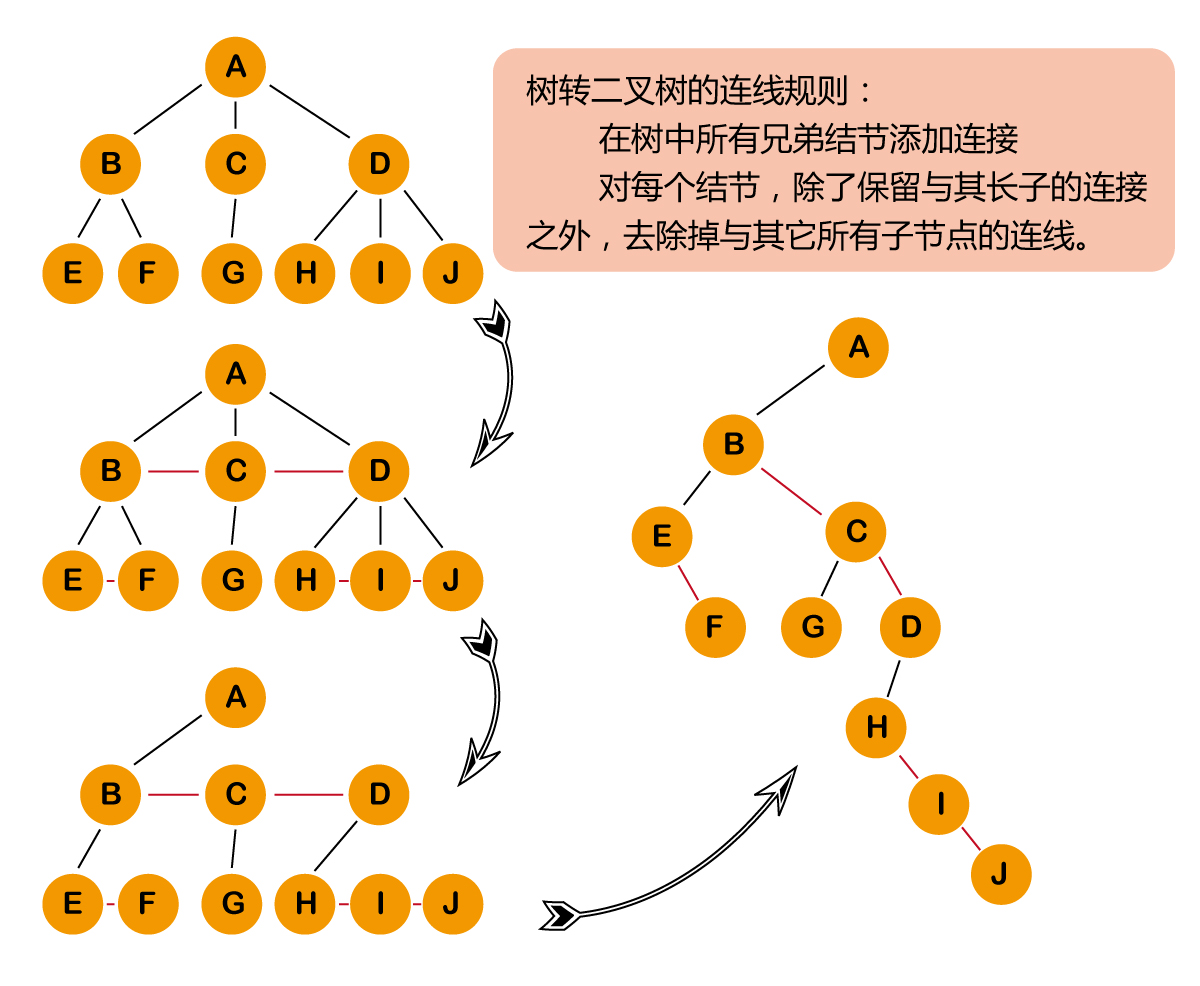 树转二叉树的连线规则：
在树中所有兄弟结节添加连接
对每个结节，除了保留与其长子的连接
之外，去除掉与其它所有子节点的连线。
A
B C D
E F G H I J
A
B C D
E F G H I J
A
B C D
E F G H I J
A
B
E C
F G D
H
I
J